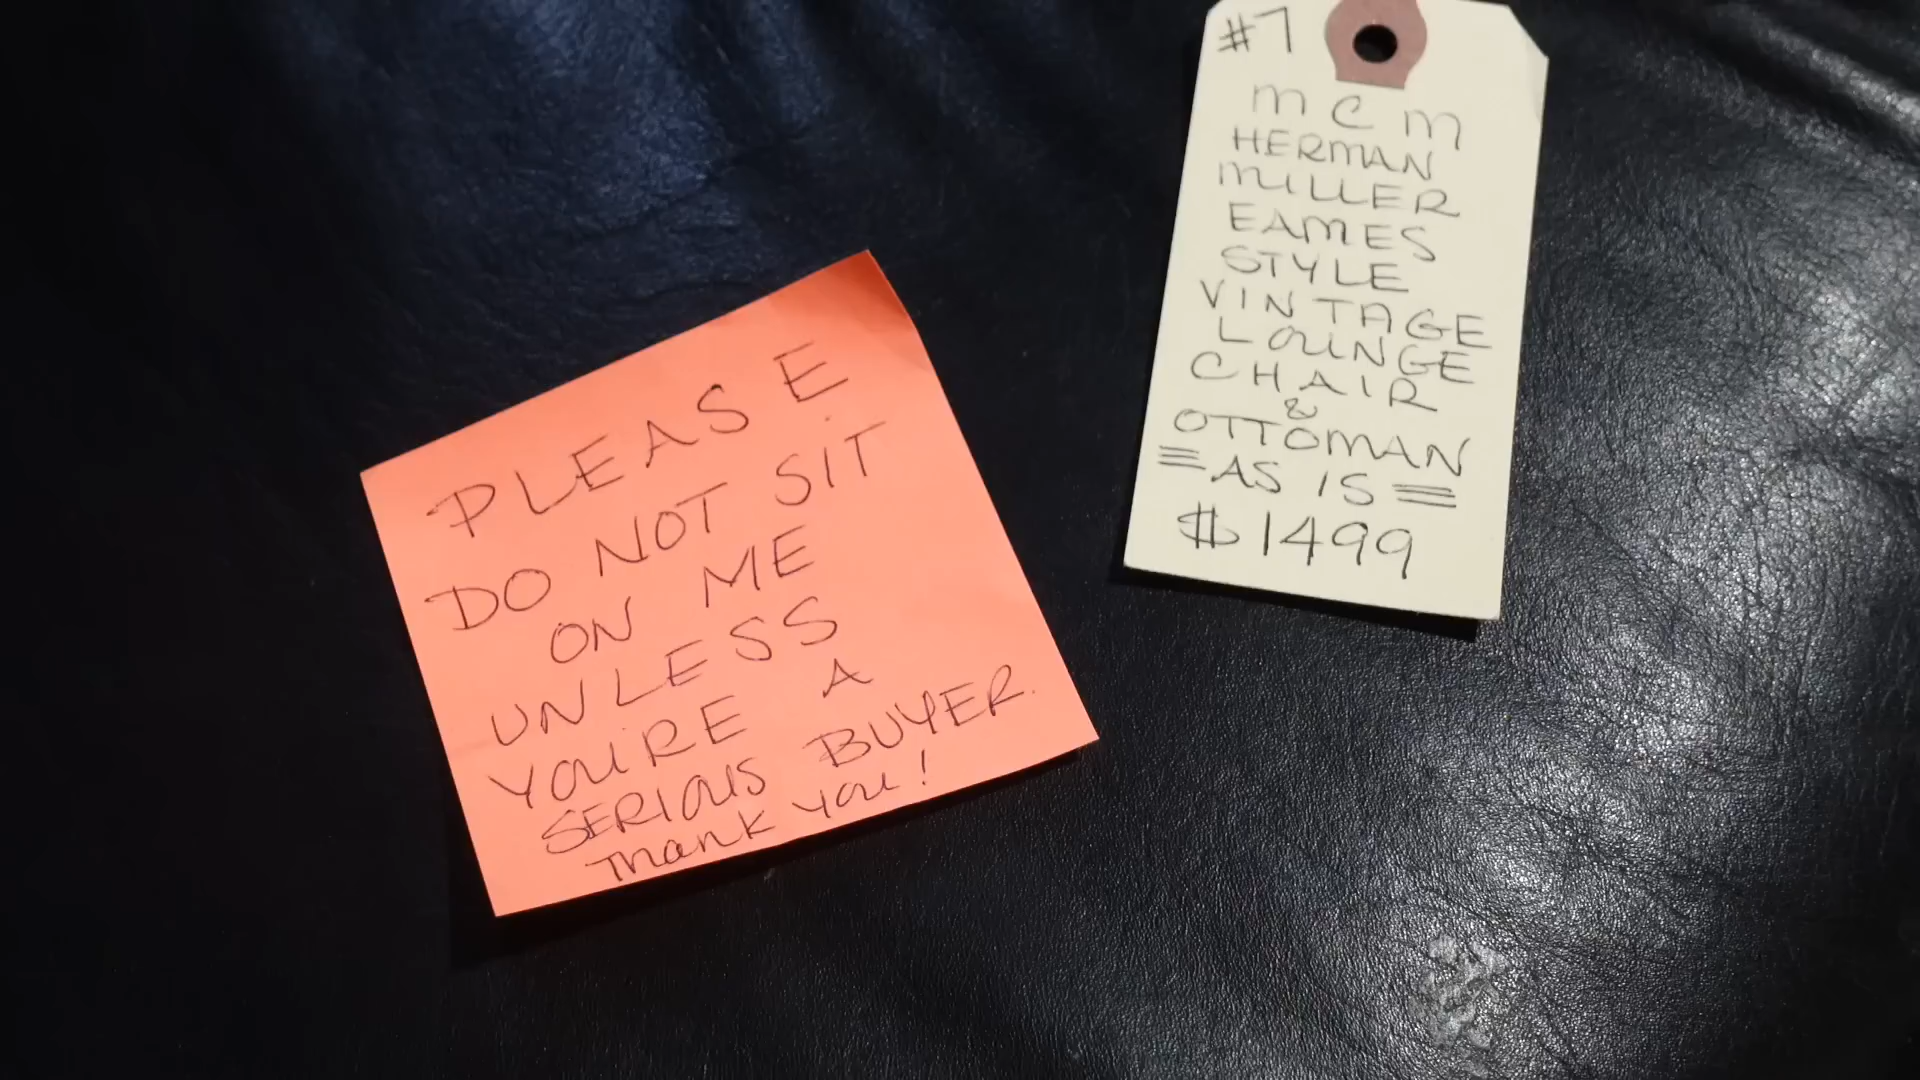 PLEASE
DO NOT SIT
ON ME
UNLESS
YOU'RE A
SERIOUS BUYER.
Thank you!
#7
MCM
HERMAN
MILLER
EAMES
STYLE
VINTAGE
LOUNGE
CHAIR
&
OTTOMAN
AS IS
$1499